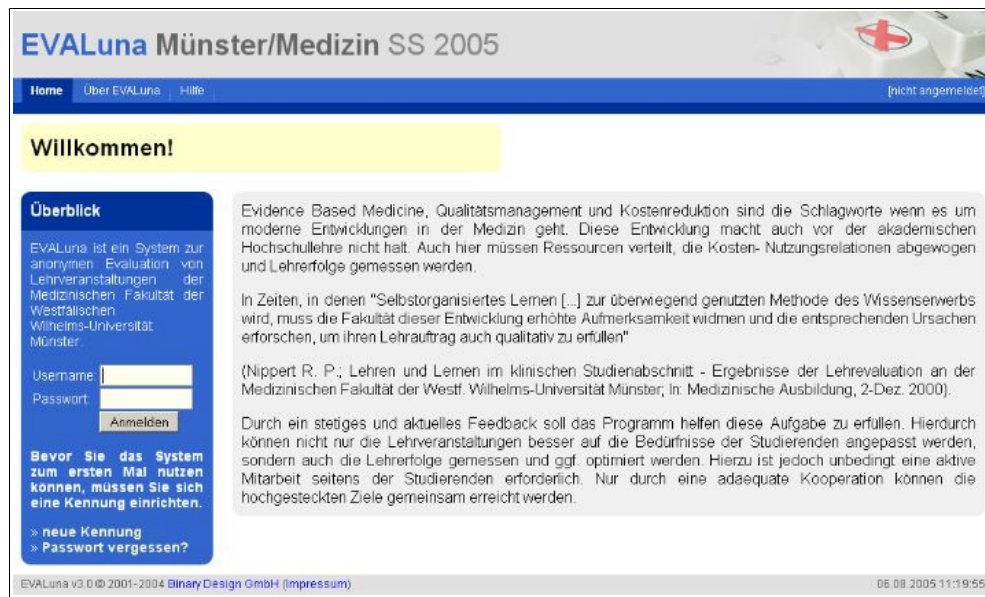 EVALuna Münster/Medizin SS 2005
Home Über EVALuna Hilfe [nicht angemeldet]
Willkommen!
Überblick
EVALuna ist ein System zur
anonymen Evaluation von
Lehrveranstaltungen der
Medizinischen Fakultät der
Westfälischen
Wilhelms-Universität
Münster.
Username:
Passwort:
Anmelden
Bevor Sie das System
zum ersten Mal nutzen
können, müssen Sie sich
eine Kennung einrichten.
» neue Kennung
» Passwort vergessen?
Evidence Based Medicine, Qualitätsmanagement und Kostenreduktion sind die Schlagworte wenn es um
moderne Entwicklungen in der Medizin geht. Diese Entwicklung macht auch vor der akademischen
Hochschullehre nicht halt. Auch hier müssen Ressourcen verteilt, die Kosten- Nutzungsrelationen abgewogen
und Lehrerfolge gemessen werden.
In Zeiten, in denen "Selbstorganisiertes Lernen [...] zur überwiegend genutzten Methode des Wissenserwerbs
wird, muss die Fakultät dieser Entwicklung erhöhte Aufmerksamkeit widmen und die entsprechenden Ursachen
erforschen, um ihren Lehrauftrag auch qualitativ zu erfüllen"
(Nippert R. P.; Lehren und Lernen im klinischen Studienabschnitt - Ergebnisse der Lehrevaluation an der
Medizinischen Fakultät der Westf. Wilhelms-Universität Münster; In: Medizinische Ausbildung, 2-Dez. 2000).
Durch ein stetiges und aktuelles Feedback soll das Programm helfen diese Aufgabe zu erfüllen. Hierdurch
können nicht nur die Lehrveranstaltungen besser auf die Bedürfnisse der Studierenden angepasst werden,
sondern auch die Lehrerfolge gemessen und ggf. optimiert werden. Hierzu ist jedoch unbedingt eine aktive
Mitarbeit seitens der Studierenden erforderlich. Nur durch eine adaequate Kooperation können die
hochgesteckten Ziele gemeinsam erreicht werden.
EVALuna v3.0 © 2001-2004 Binary Design GmbH (Impressum) 06.08.2005 11:19:55